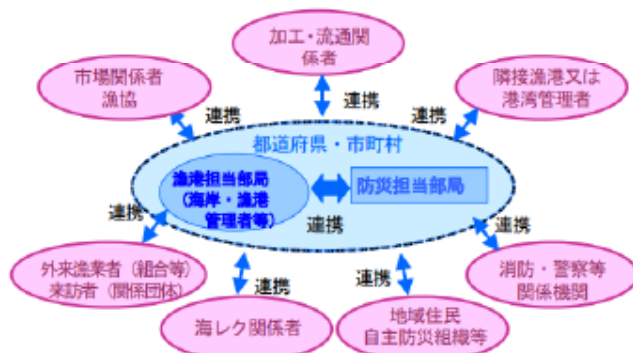 加工・流通関
係者
市場関係者
漁協
隣接漁港又は
港湾管理者
連携
連携
連携
都道府県・市町村
漁港担当部局
(海岸・漁港
管理者等)
防災担当部局
連携
連携
連携
外来漁業者（組合等）
来訪者（関係団体）
消防・警察等
関係機関
連携
連携
海レク関係者
地域住民
自主防災組織等